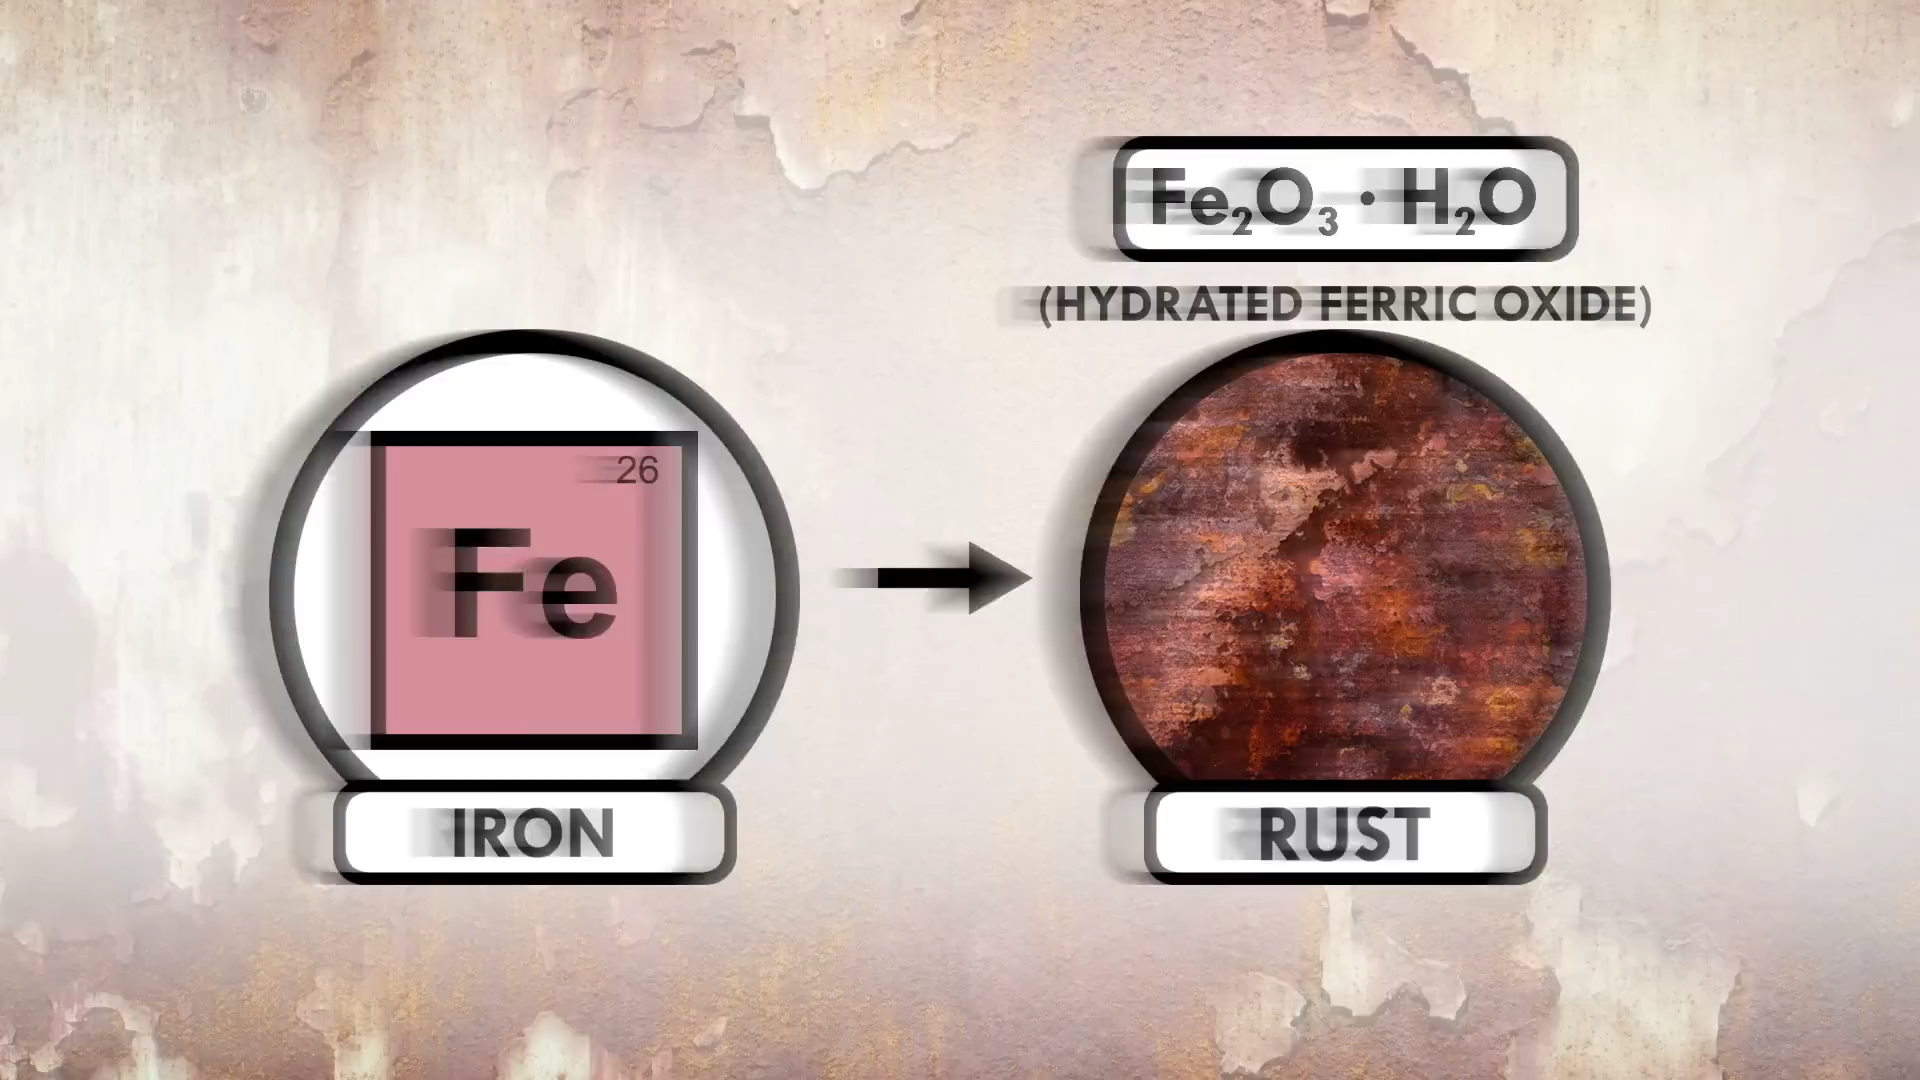 Fe₂O₃ · H₂O
(HYDRATED FERRIC OXIDE)
26
Fe
IRON
RUST